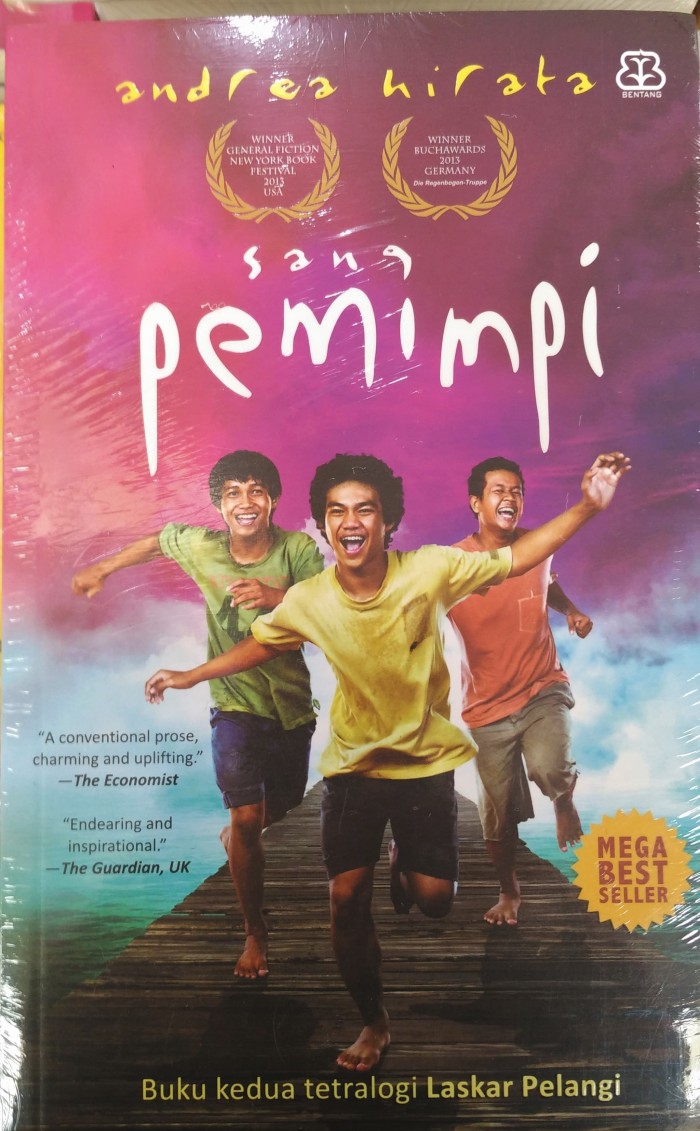 andrea hirata
BENTANG
WINNER
GENERAL FICTION
NEW YORK BOOK
FESTIVAL
2013
USA
WINNER
BUCHAWARDS
2013
GERMANY
Die Regenbogen-Truppe
sang
pemimpi
“A conventional prose,
charming and uplifting.”
—The Economist
“Endearing and
inspirational.”
—The Guardian, UK
MEGA
BEST
SELLER
Buku kedua tetralogi Laskar Pelangi